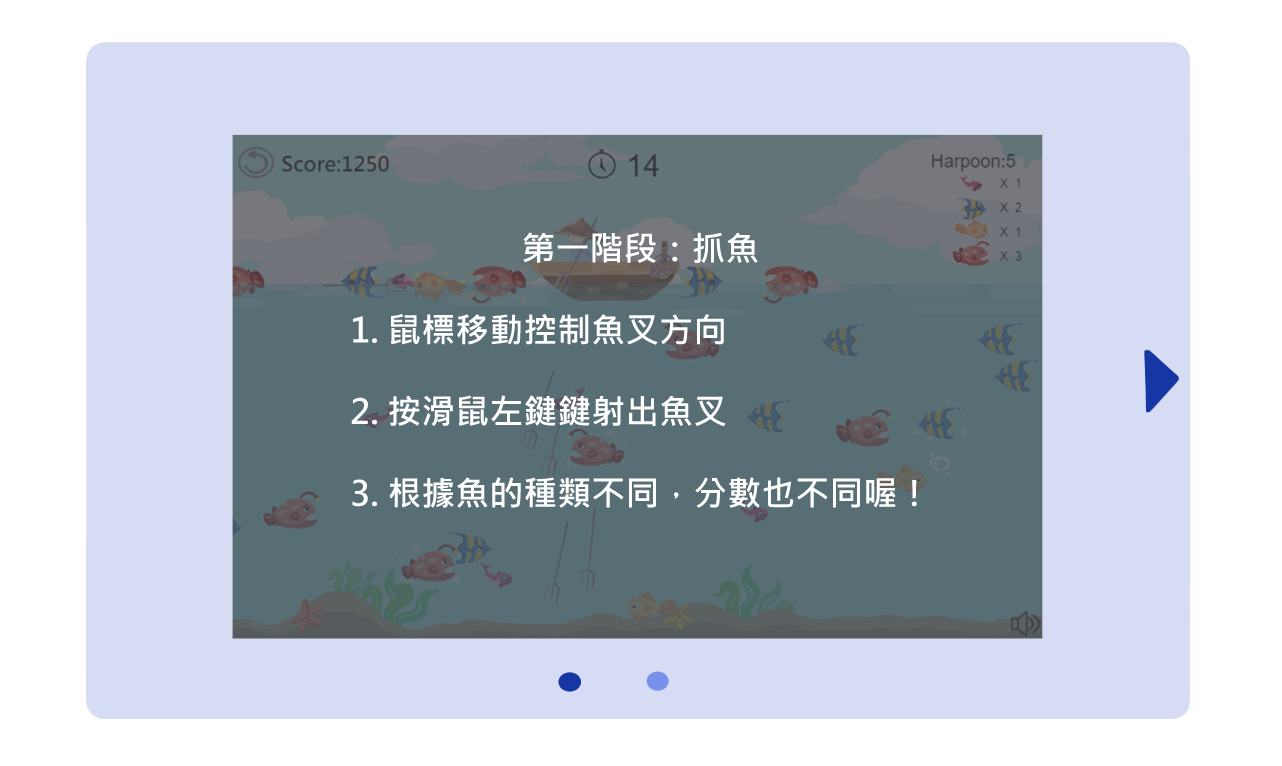 Score:1250
14
Harpoon:5
X 1
X 2
X 1
X 3
第一階段：抓魚
1. 鼠標移動控制魚叉方向
2. 按滑鼠左鍵鍵射出魚叉
3. 根據魚的種類不同，分數也不同喔！